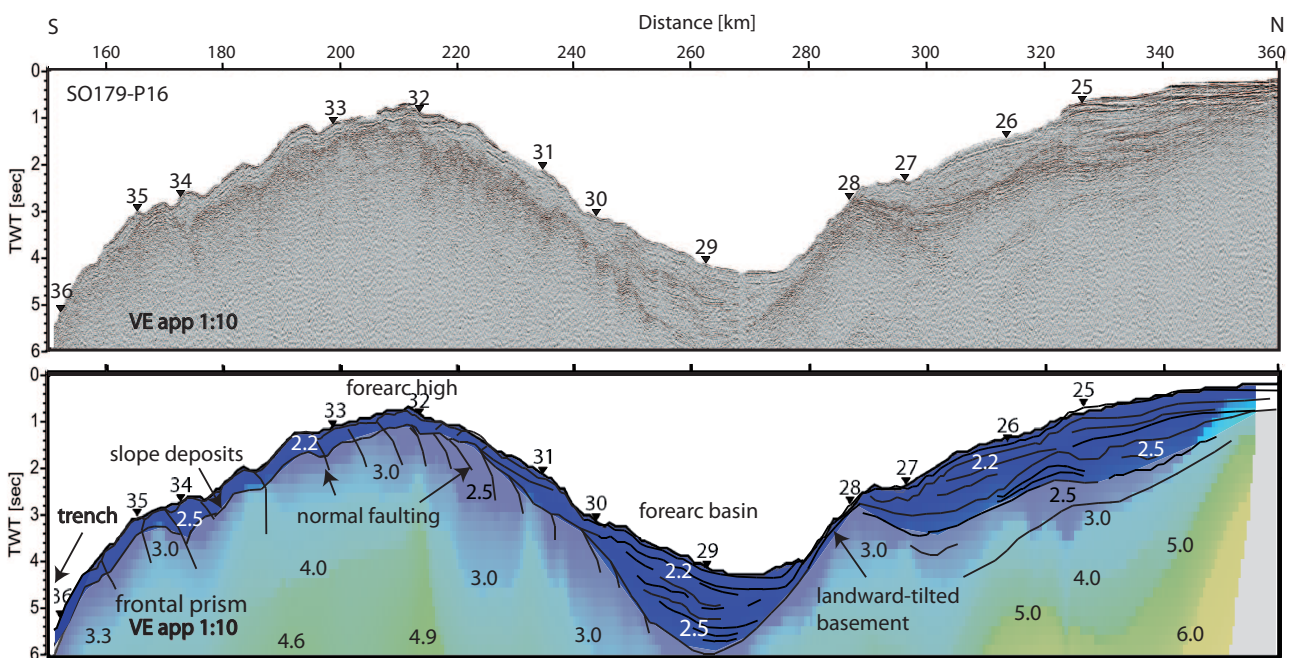 S Distance [km] N
160 180 200 220 240 260 280 300 320 340 360
0
SO179-P16
1
2
3
4
5
6
TWT [sec]
36 35 34 33 32 31 30 29 28 27 26 25
VE app 1:10
0
1
2
3
4
5
6
TWT [sec]
forearc high
36 35 34 33 32 31 30 29 28 27 26 25
slope deposits
trench
normal faulting
forearc basin
landward-tilted
basement
frontal prism
VE app 1:10
2.5 2.2 3.0 2.5 2.2 2.5
3.0 3.0 2.5
4.0 3.0 2.2 3.0 4.0 5.0
3.3 4.6 4.9 3.0 2.5 5.0 6.0